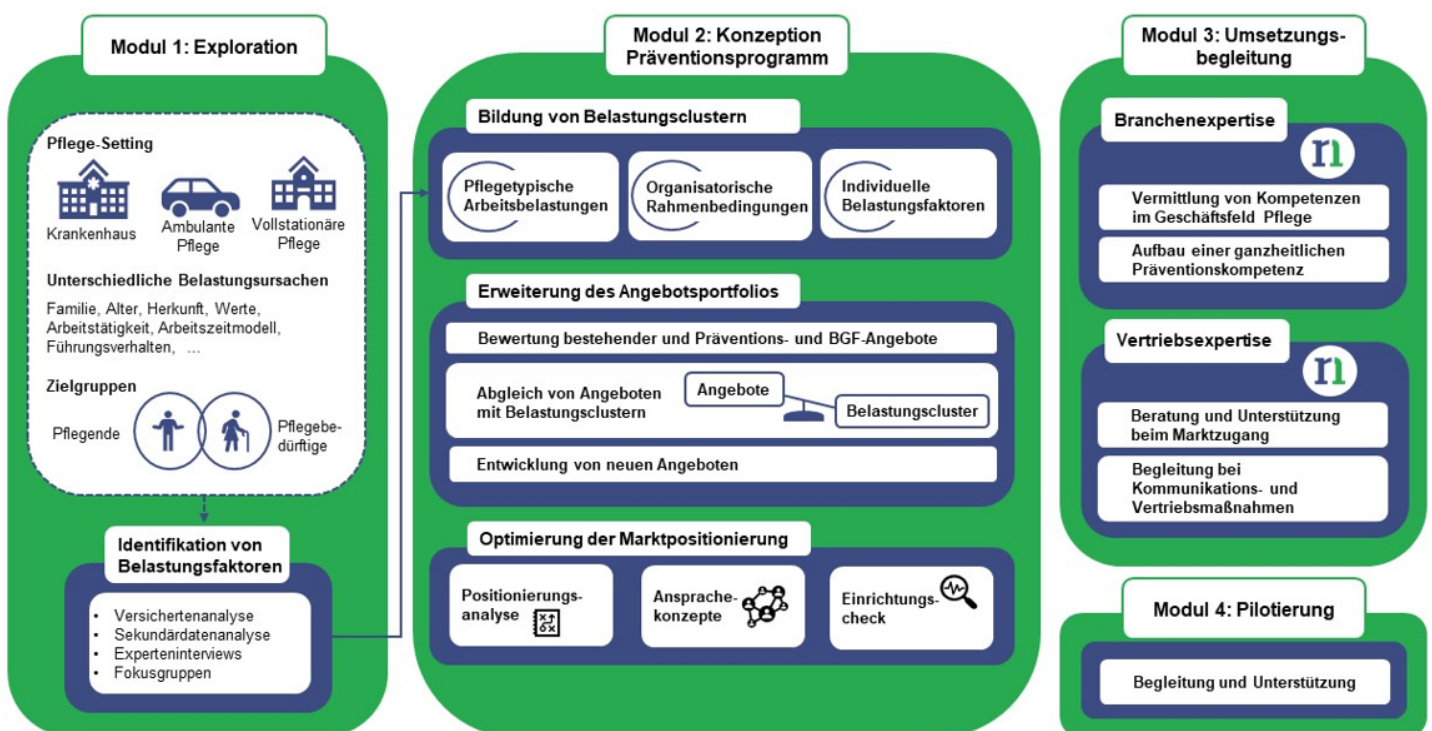 Modul 1: Exploration
Pflege-Setting
Krankenhaus
Ambulante
Pflege
Vollstationäre
Pflege
Unterschiedliche Belastungsursachen
Familie, Alter, Herkunft, Werte,
Arbeitstätigkeit, Arbeitszeitmodell,
Führungsverhalten, ...
Zielgruppen
Pflegende
Pflegebe-
dürftige
Identifikation von
Belastungsfaktoren
• Versichertenanalyse
• Sekundärdatenanalyse
• Experteninterviews
• Fokusgruppen
Modul 2: Konzeption
Präventionsprogramm
Bildung von Belastungsclustern
Pflegetypische
Arbeitsbelastungen
Organisatorische
Rahmenbedingungen
Individuelle
Belastungsfaktoren
Erweiterung des Angebotsportfolios
Bewertung bestehender und Präventions- und BGF-Angebote
Abgleich von Angeboten
mit Belastungsclustern
Angebote
Belastungscluster
Entwicklung von neuen Angeboten
Optimierung der Marktpositionierung
Positionierungs-
analyse
Ansprache-
konzepte
Einrichtungs-
check
Modul 3: Umsetzungs-
begleitung
Branchenexpertise
Vermittlung von Kompetenzen
im Geschäftsfeld Pflege
Aufbau einer ganzheitlichen
Präventionskompetenz
Vertriebsexpertise
Beratung und Unterstützung
beim Marktzugang
Begleitung bei
Kommunikations- und
Vertriebsmaßnahmen
Modul 4: Pilotierung
Begleitung und Unterstützung